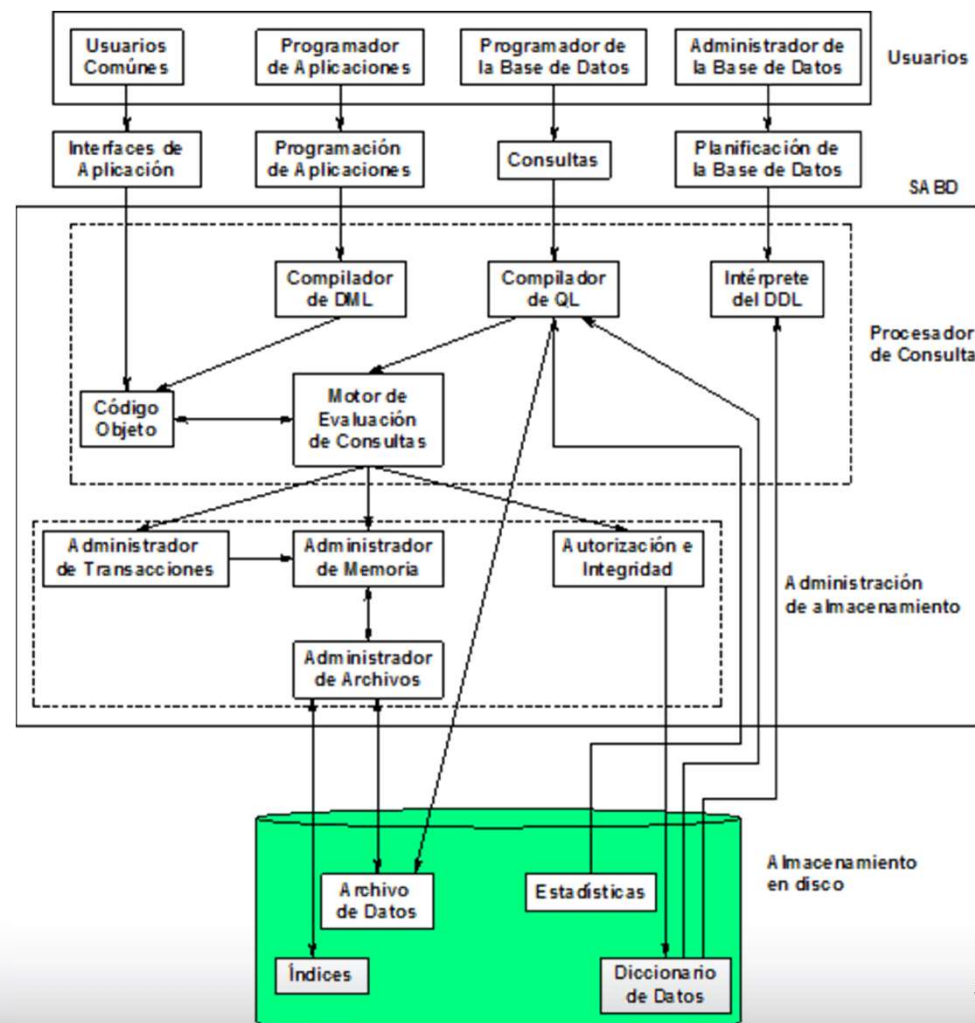 Usuarios
Comúnes
Programador
de Aplicaciones
Programador de
la Base de Datos
Administrador de
la Base de Datos
Usuarios
Interfaces de
Aplicación
Programación
de Aplicaciones
Consultas
Planificación de
la Base de Datos
SABD
Compilador
de DML
Compilador
de QL
Intérprete
del DDL
Procesador
de Consulta
Código
Objeto
Motor de
Evaluación
de Consultas
Administrador
de Transacciones
Administrador
de Memoria
Autorización e
Integridad
Administración
de almacenamiento
Administrador
de Archivos
Almacenamiento
en disco
Archivo
de Datos
Estadísticas
Índices
Diccionario
de Datos